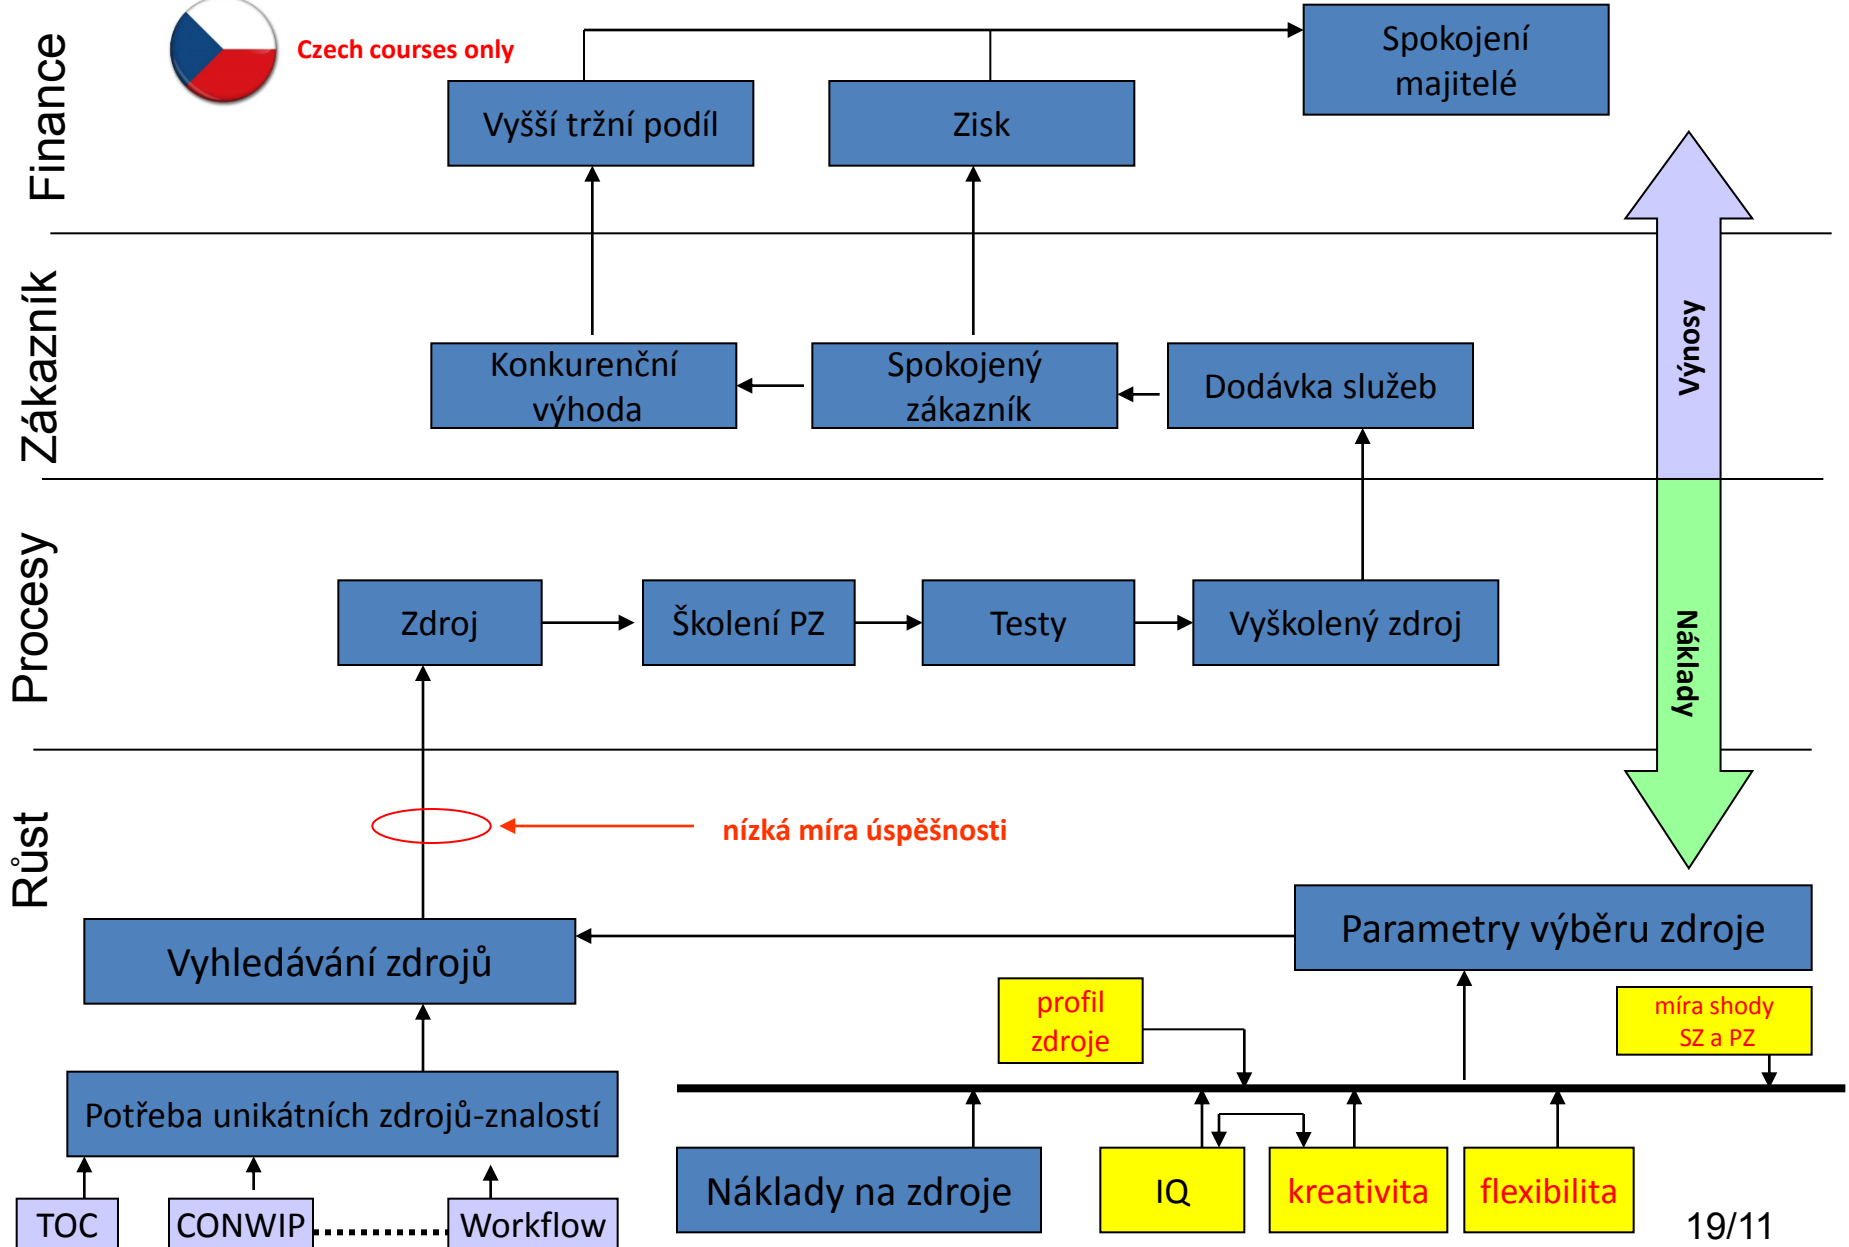 Finance
Czech courses only
Spokojení
majitelé
Vyšší tržní podíl
Zisk
Zákazník
Výnosy
Konkurenční
výhoda
Spokojený
zákazník
Dodávka služeb
Procesy
Zdroj
Školení PZ
Testy
Vyškolený zdroj
Náklady
Růst
nízká míra úspěšnosti
Vyhledávání zdrojů
Parametry výběru zdroje
profil
zdroje
míra shody
SZ a PZ
Potřeba unikátních zdrojů-znalostí
Náklady na zdroje
IQ
kreativita
flexibilita
TOC
CONWIP
Workflow
19/11